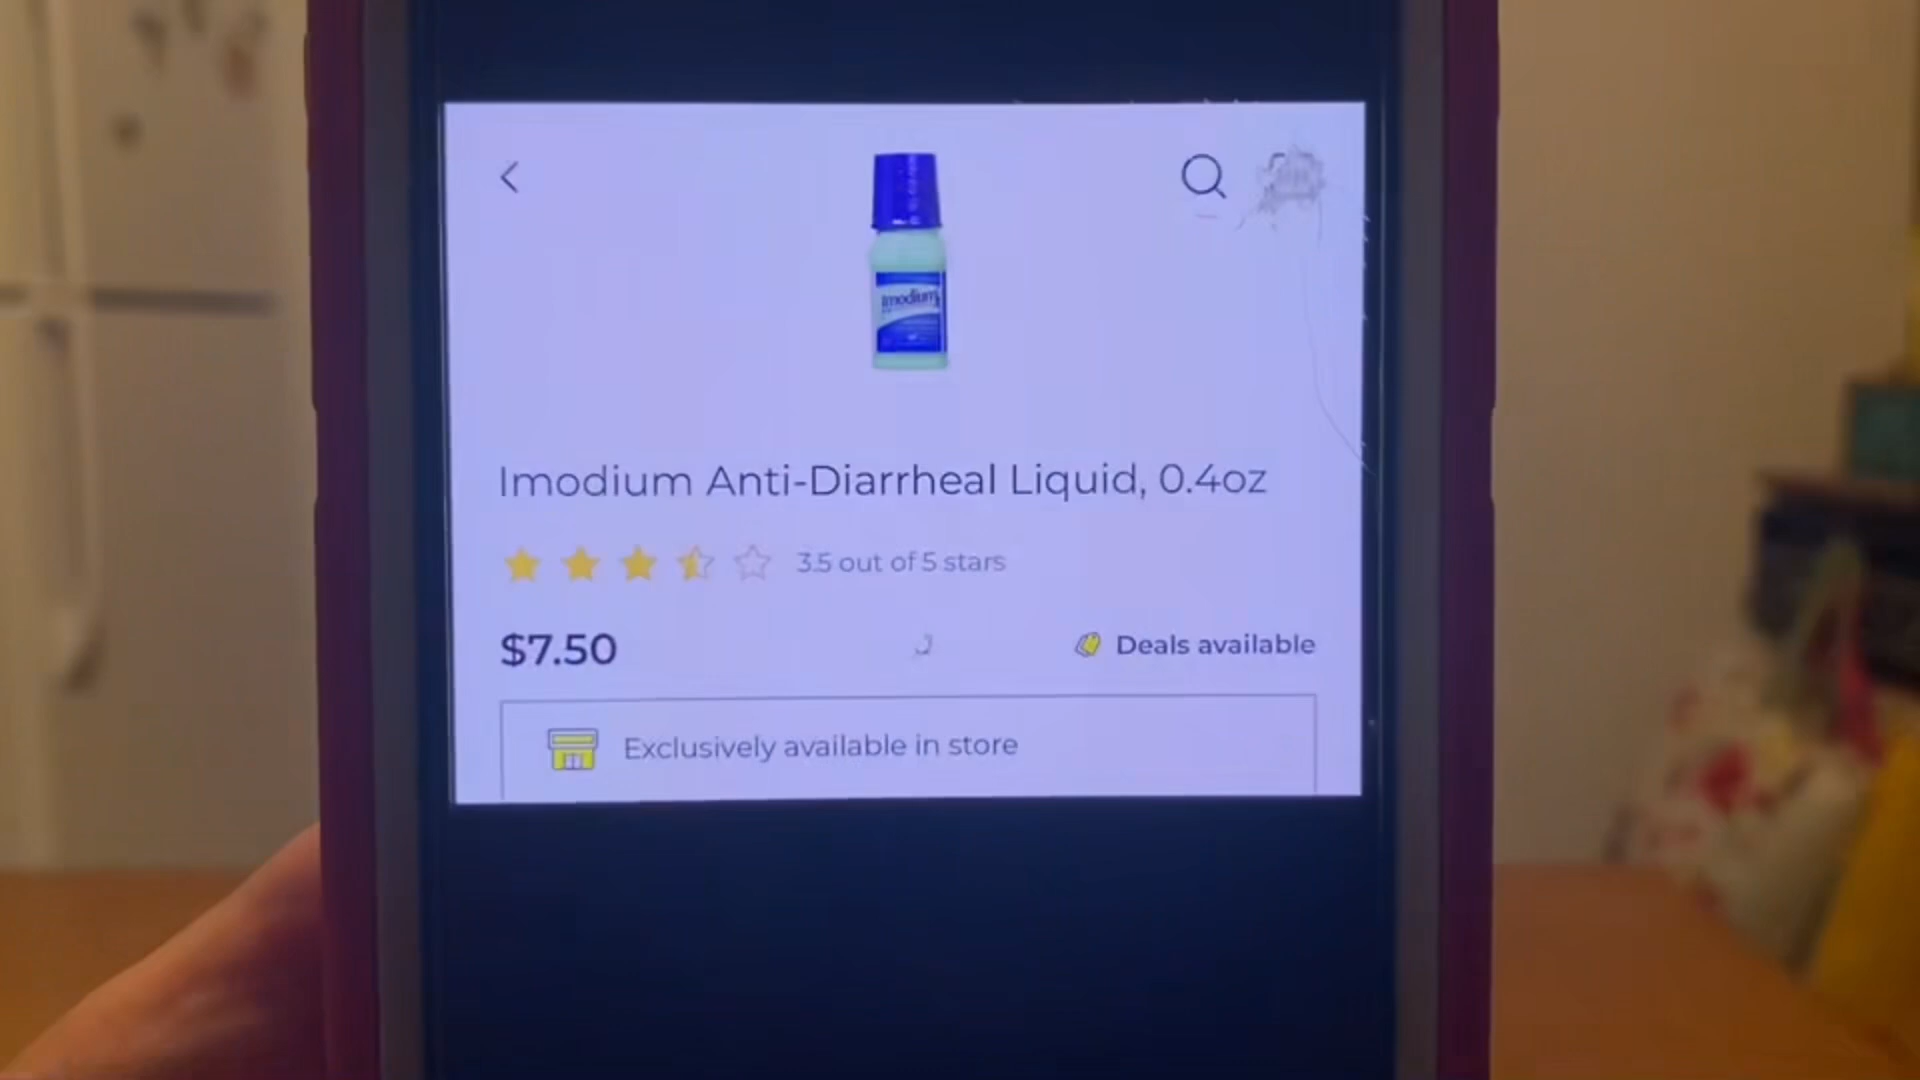 Imodium
Imodium Anti-Diarrheal Liquid, 0.4oz
3.5 out of 5 stars
$7.50
Deals available
Exclusively available in store